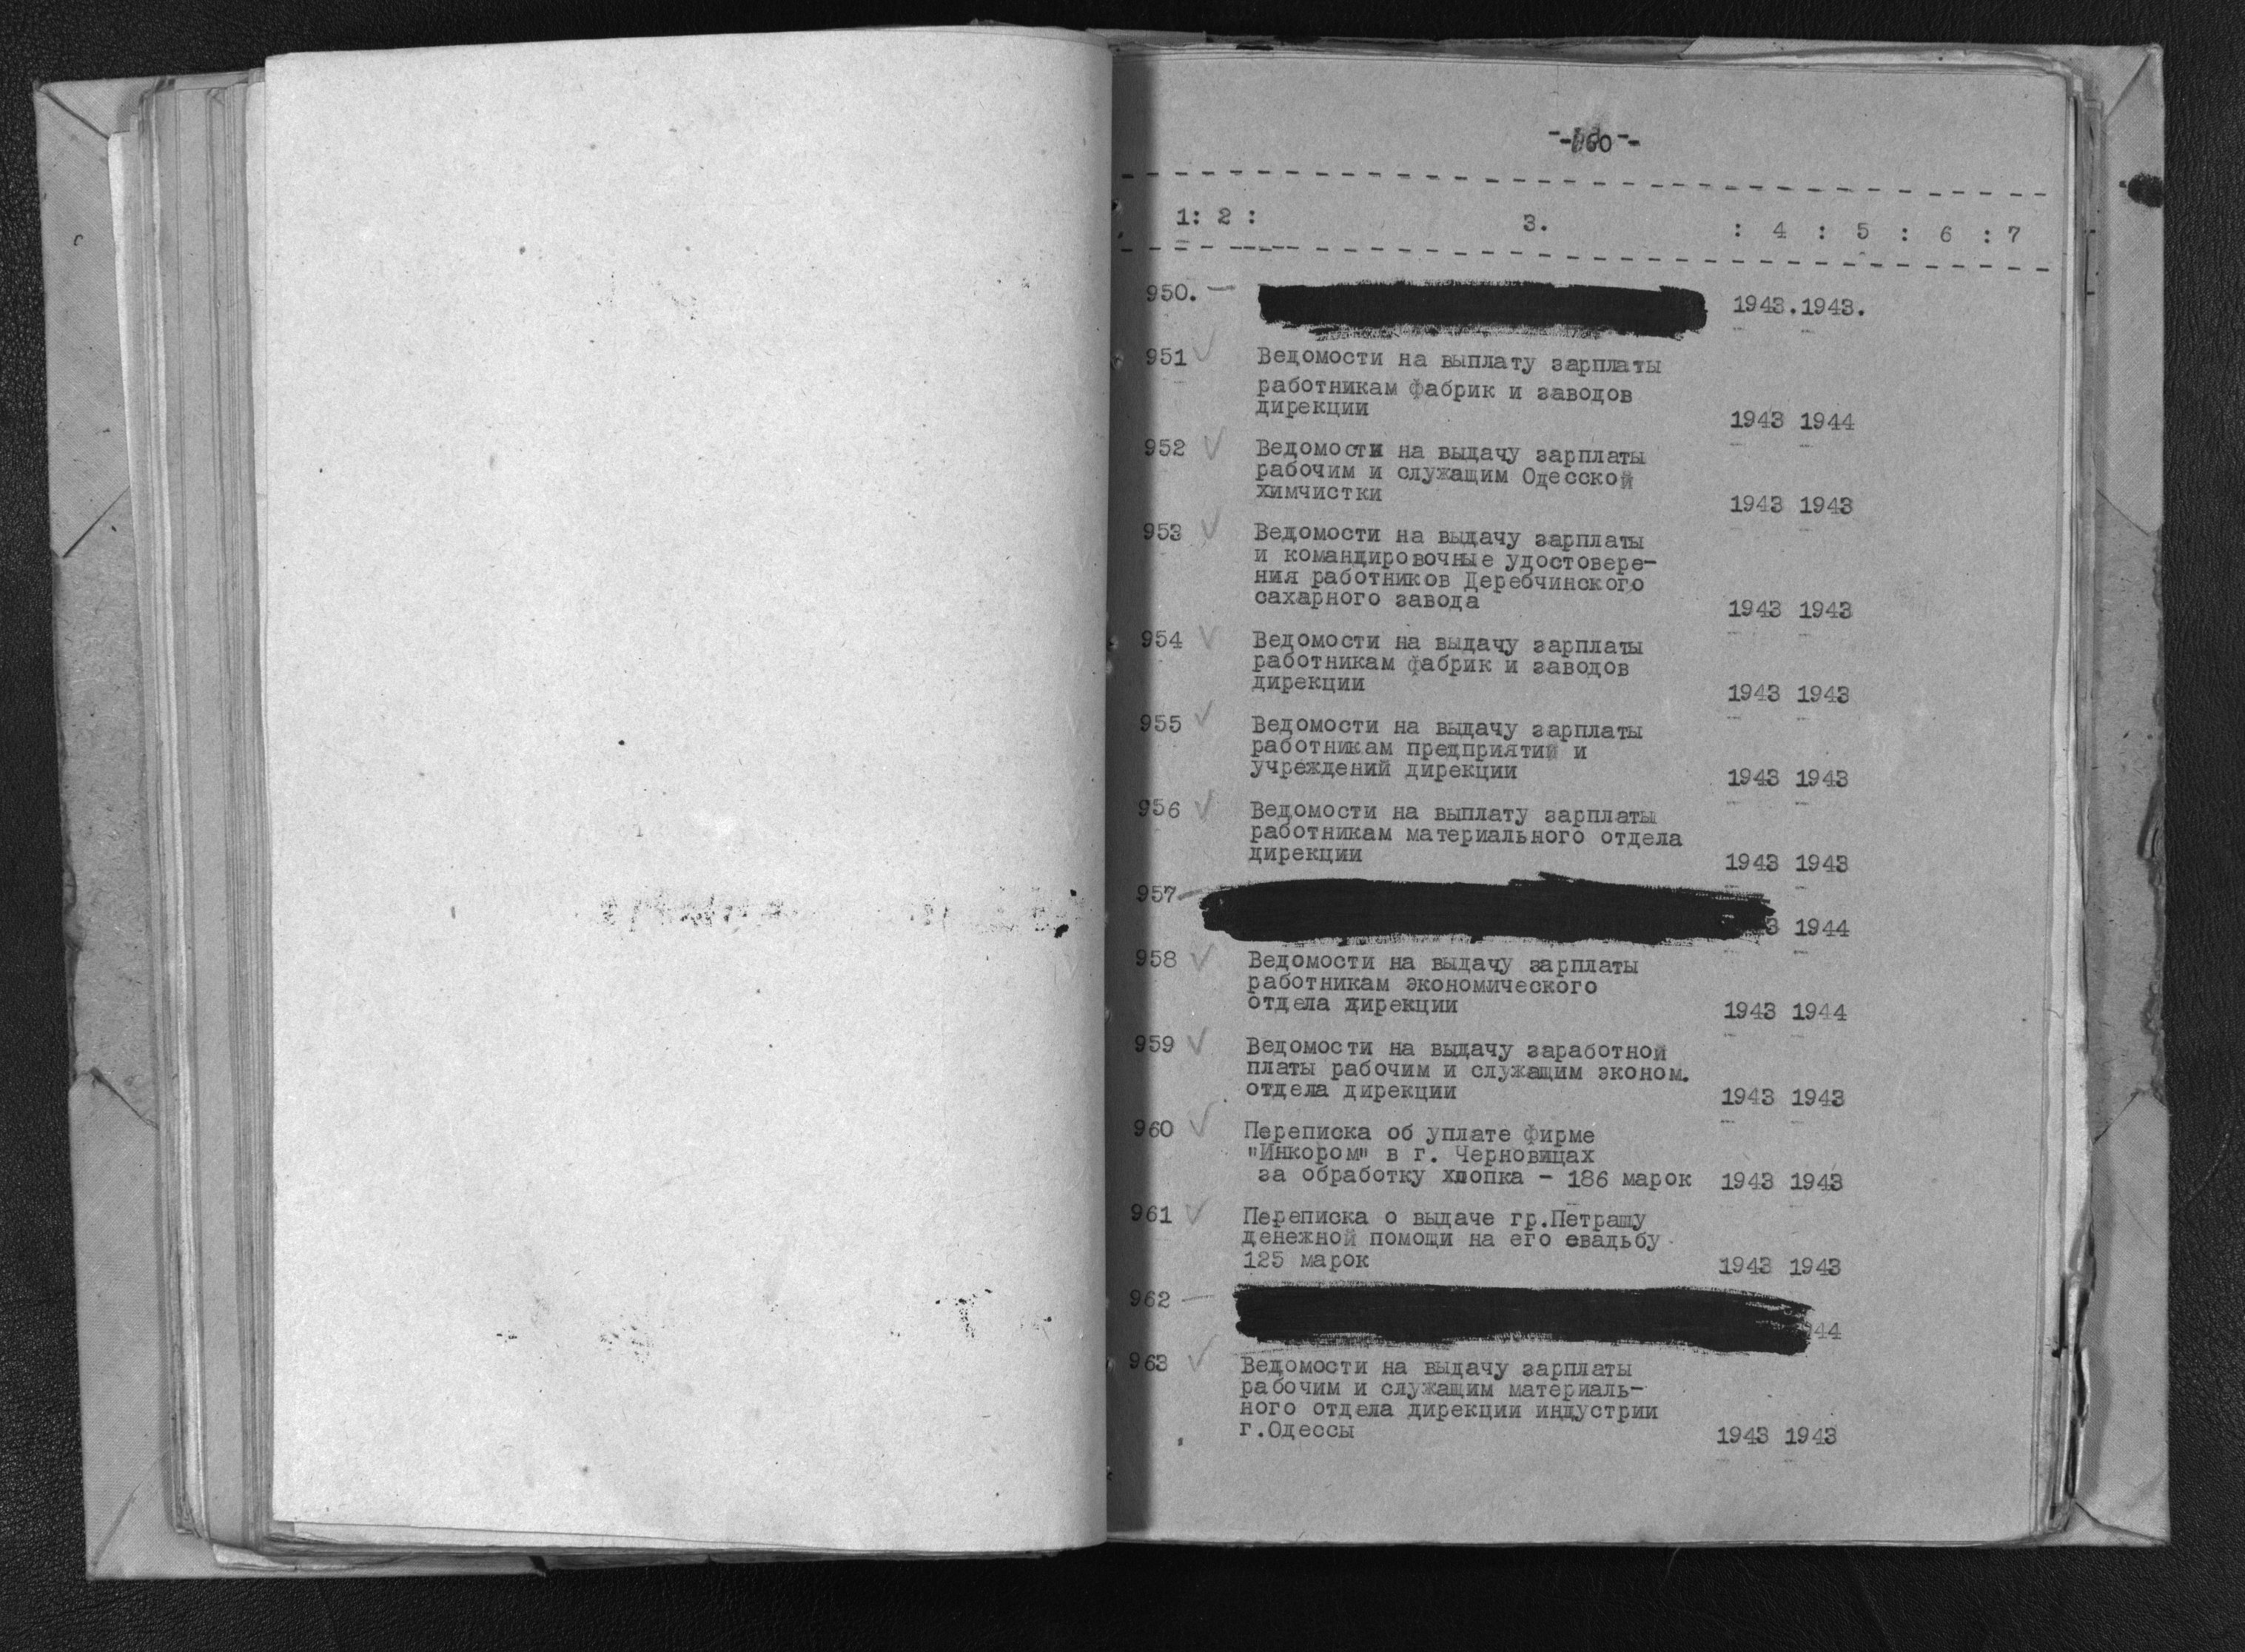 1: 2 : 3. : 4 : 5 : 6 : 7
950. 1943.1943.
951 Ведомости на выплату зарплаты
работникам фабрик и заводов
дирекции 1943 1944
952 Ведомости на выдачу зарплаты
рабочим и служащим Одесской
химчистки 1943 1943
953 Ведомости на выдачу зарплаты
и командировочные удостовере-
ния работников Деребчинского
сахарного завода 1943 1943
954 Ведомости на выдачу зарплаты
работникам фабрик и заводов
дирекции 1943 1943
955 Ведомости на выдачу зарплаты
работникам предприятий и
учреждений дирекции 1943 1943
956 Ведомости на выплату зарплаты
работникам материального отдела
дирекции 1943 1943
957 3 1944
958 Ведомости на выдачу зарплаты
работникам экономического
отдела дирекции 1943 1944
959 Ведомости на выдачу заработной
платы рабочим и служащим эконом.
отдела дирекции 1943 1943
960 Переписка об уплате фирме
"Инкором" в г. Черновицах
за обработку хлопка - 186 марок 1943 1943
961 Переписка о выдаче гр.Петрашу
денежной помощи на его свадьбу
125 марок 1943 1943
962 44
963 Ведомости на выдачу зарплаты
рабочим и служащим материаль-
ного отдела дирекции индустрии
г.Одессы 1943 1943